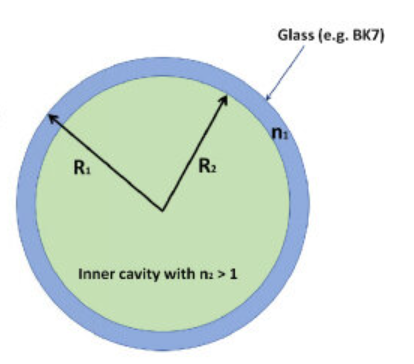 Glass (e.g. BK7)
n₁
R₁
R₂
Inner cavity with n₂ > 1